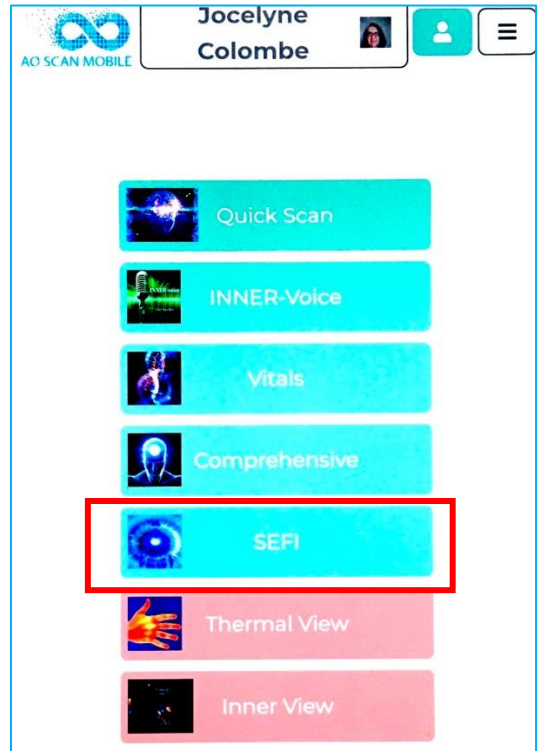 Jocelyne
Colombe
AO SCAN MOBILE
Quick Scan
INNER-Voice
Vitals
Comprehensive
SEFI
Thermal View
Inner View